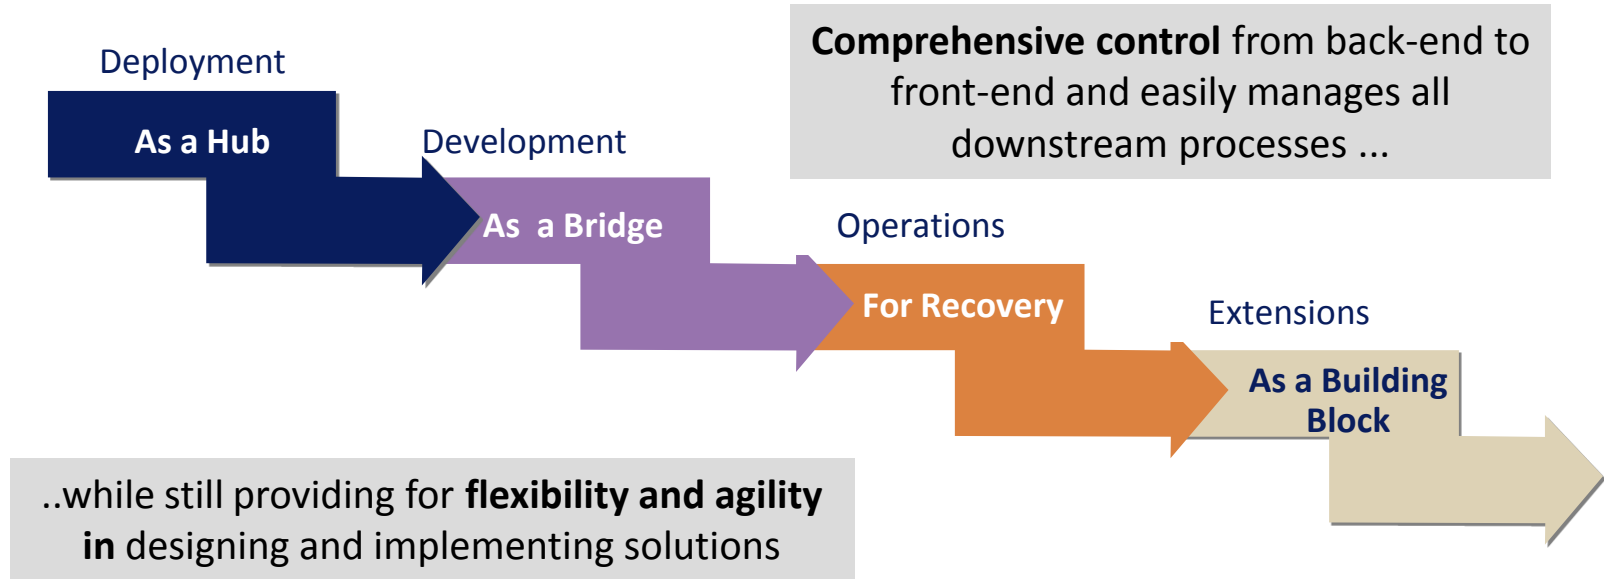 Comprehensive control from back-end to
front-end and easily manages all
downstream processes ...
Deployment
As a Hub
Development
As  a Bridge
Operations
For Recovery
Extensions
As a Building
Block
..while still providing for flexibility and agility
in designing and implementing solutions